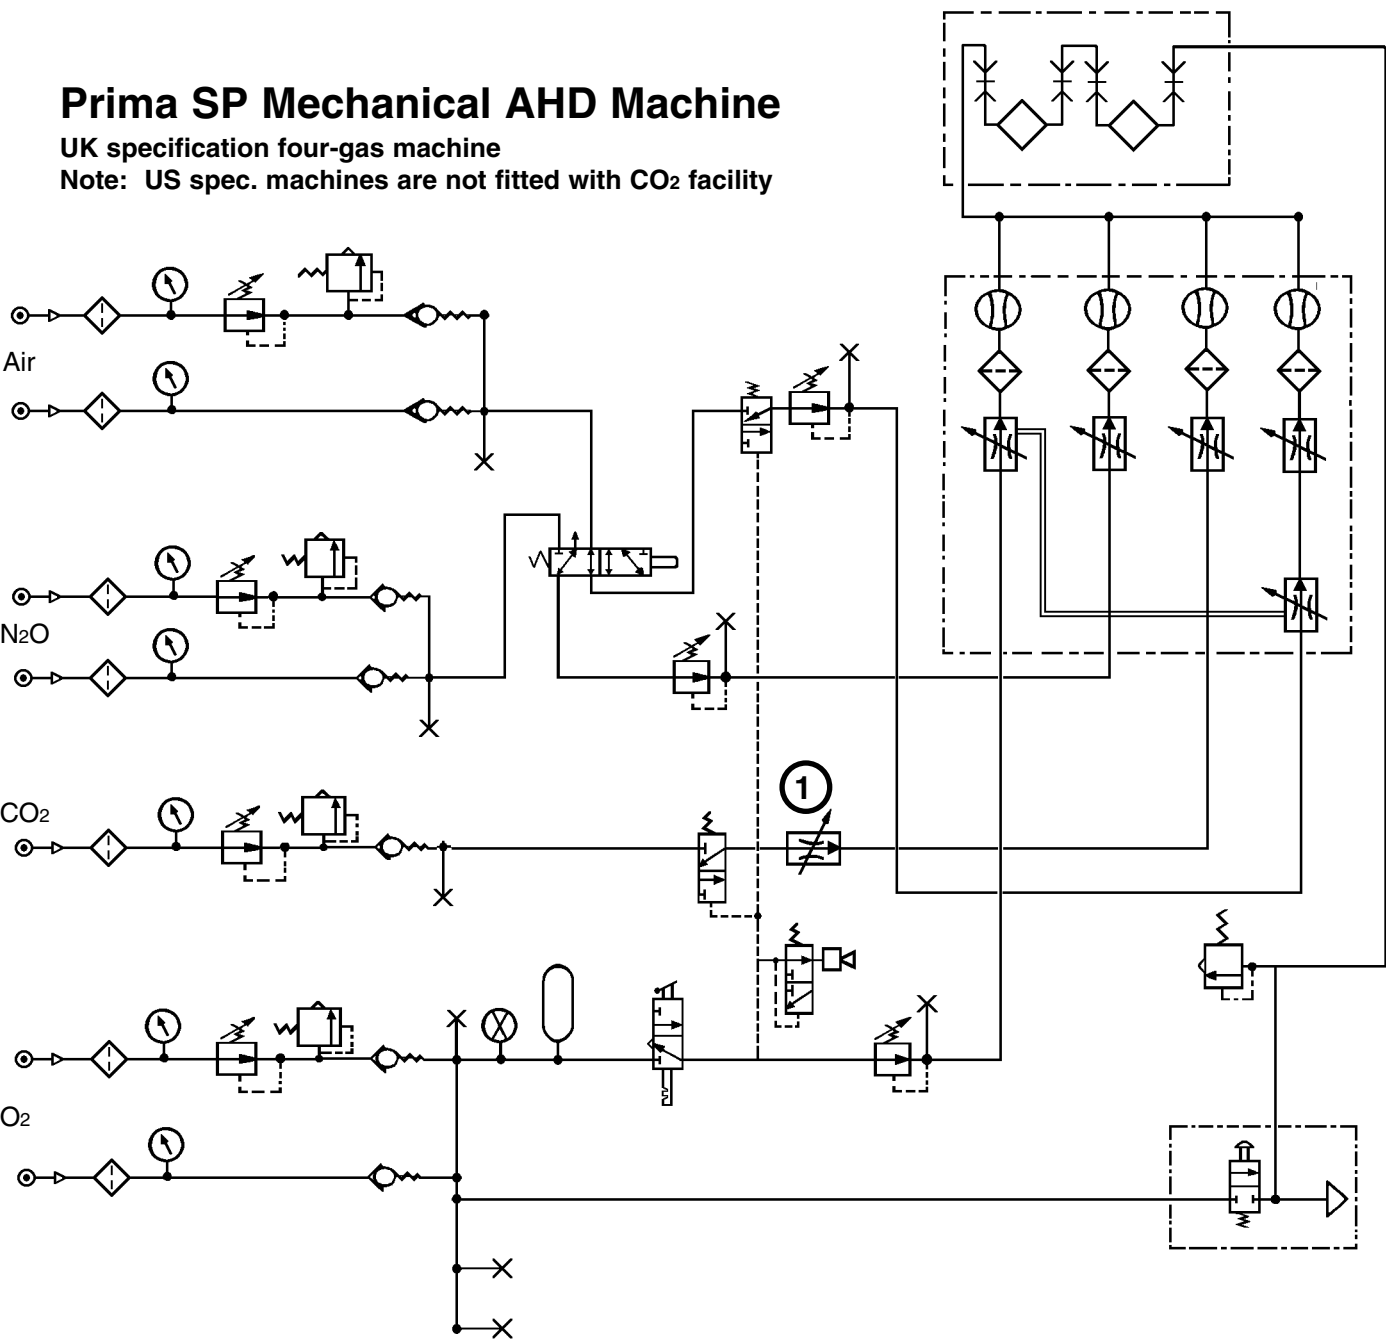 Prima SP Mechanical AHD Machine
UK specification four-gas machine
Note: US spec. machines are not fitted with CO2 facility
Air
N2O
CO2
1
O2